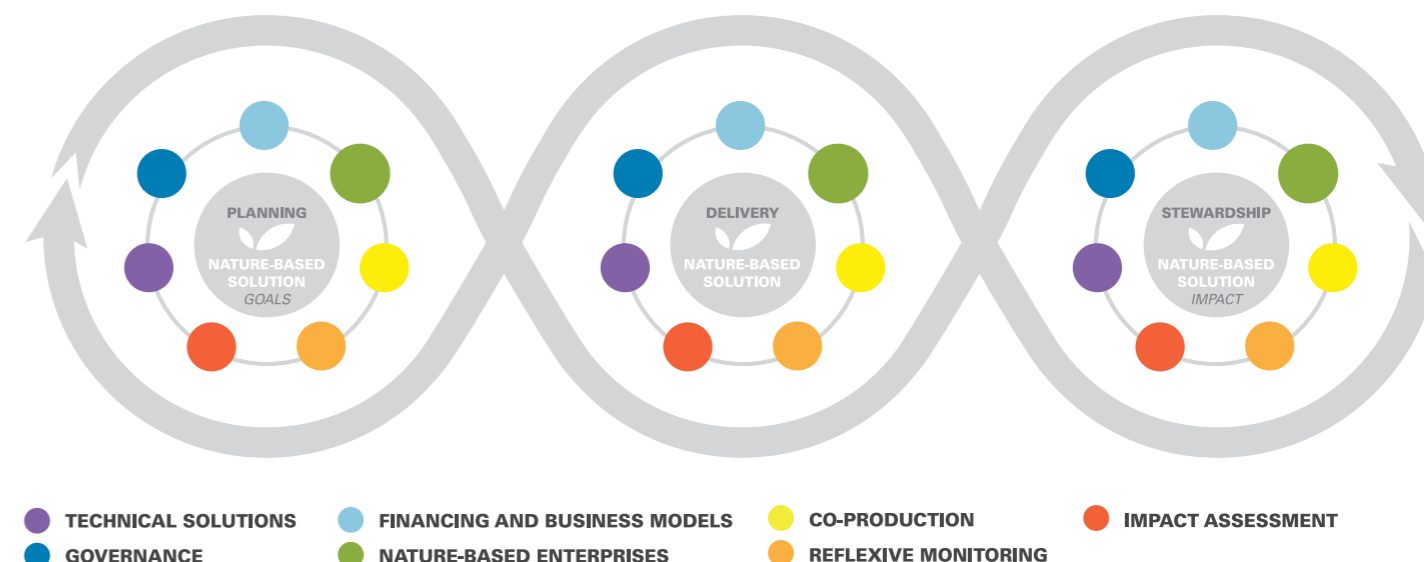 PLANNING
NATURE-BASED
SOLUTION
GOALS
DELIVERY
NATURE-BASED
SOLUTION
STEWARDSHIP
NATURE-BASED
SOLUTION
IMPACT
TECHNICAL SOLUTIONS
GOVERNANCE
FINANCING AND BUSINESS MODELS
NATURE-BASED ENTERPRISES
CO-PRODUCTION
REFLEXIVE MONITORING
IMPACT ASSESSMENT